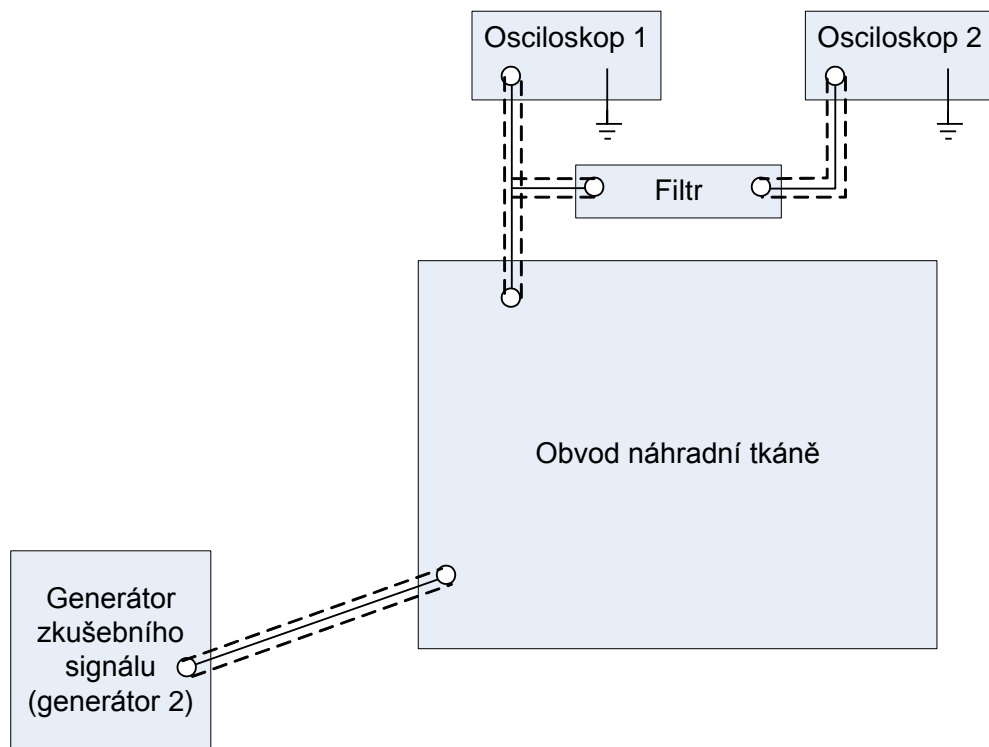 Osciloskop 1
Osciloskop 2
Filtr
Obvod náhradní tkáně
Generátor
zkušebního
signálu
(generátor 2)